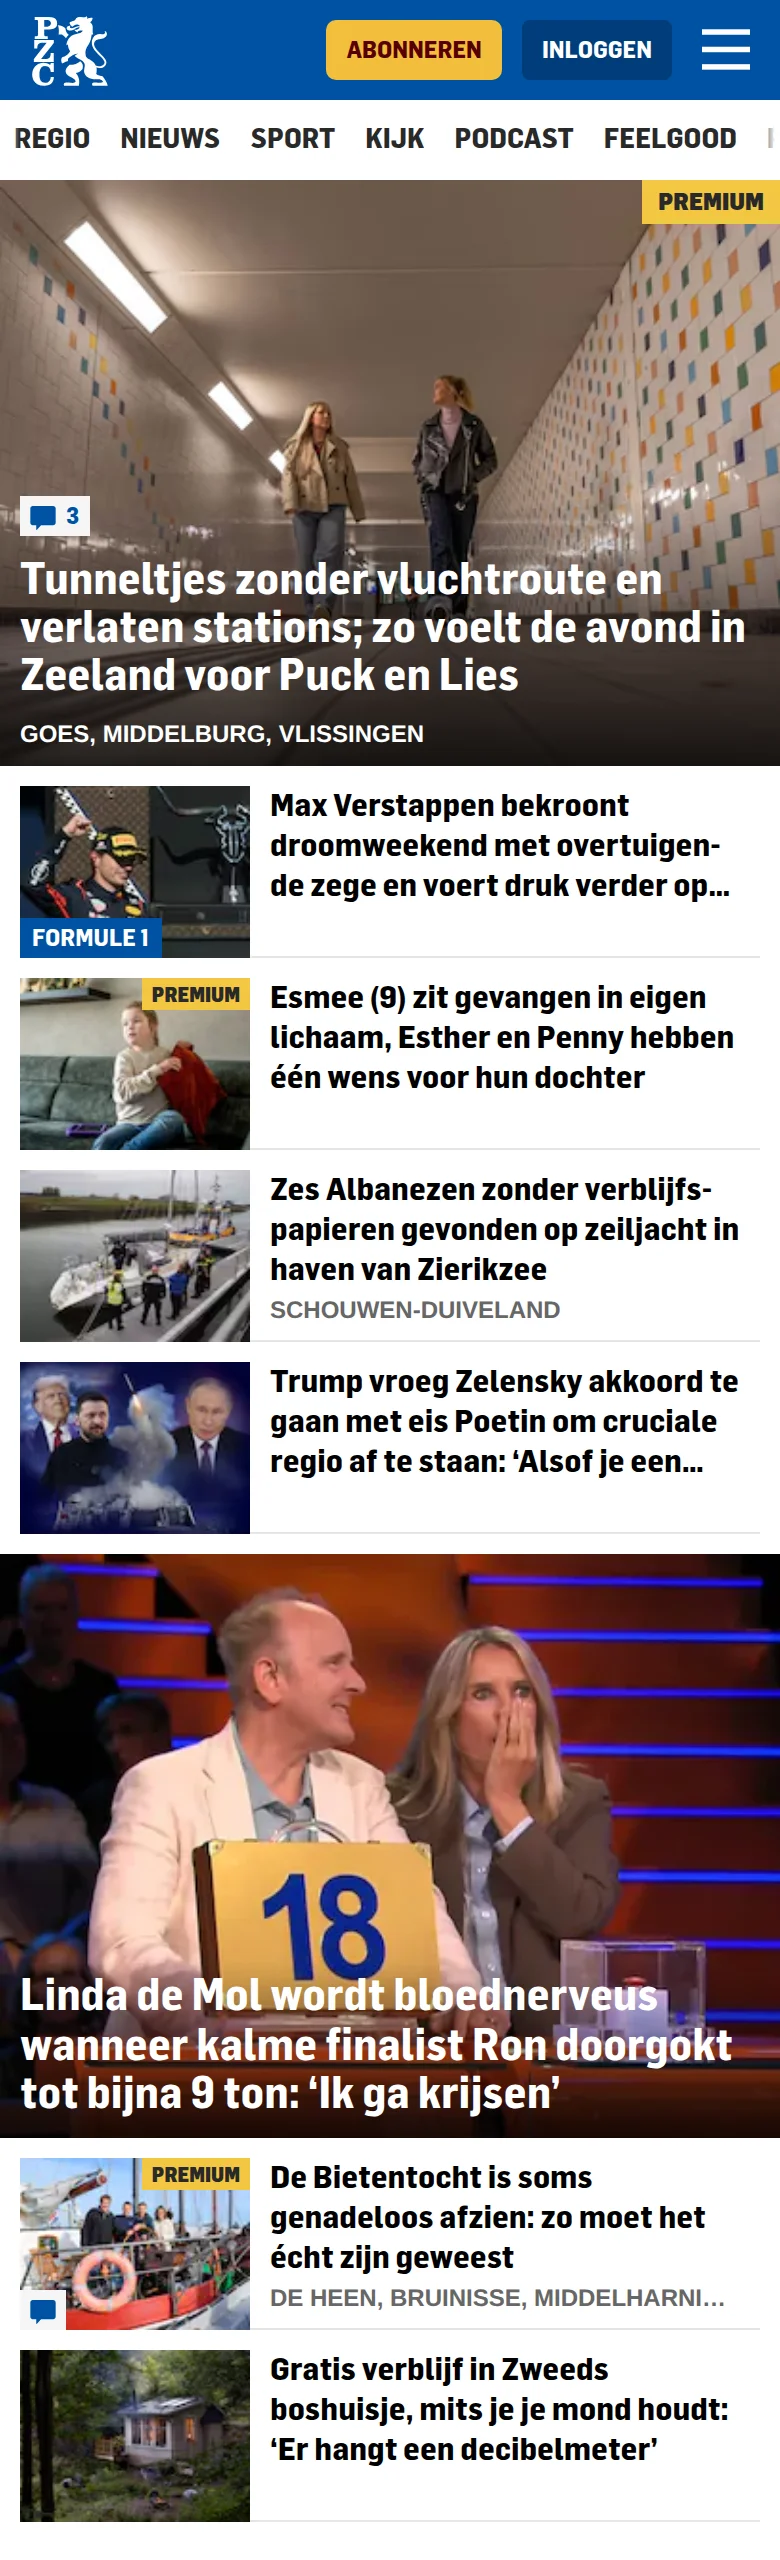 PZC
ABONNEREN
INLOGGEN
REGIO NIEUWS SPORT KIJK PODCAST FEELGOOD
PREMIUM
3
Tunneltjes zonder vluchtroute en
verlaten stations; zo voelt de avond in
Zeeland voor Puck en Lies
GOES, MIDDELBURG, VLISSINGEN
FORMULE 1
Max Verstappen bekroont
droomweekend met overtuigen-
de zege en voert druk verder op...
PREMIUM
Esmee (9) zit gevangen in eigen
lichaam, Esther en Penny hebben
één wens voor hun dochter
Zes Albanezen zonder verblijfs-
papieren gevonden op zeiljacht in
haven van Zierikzee
SCHOUWEN-DUIVELAND
Trump vroeg Zelensky akkoord te
gaan met eis Poetin om cruciale
regio af te staan: ‘Alsof je een...
18
Linda de Mol wordt bloednerveus
wanneer kalme finalist Ron doorgokt
tot bijna 9 ton: ‘Ik ga krijsen’
PREMIUM
De Bietentocht is soms
genadeloos afzien: zo moet het
écht zijn geweest
DE HEEN, BRUINISSE, MIDDELHARNI...
Gratis verblijf in Zweeds
boshuisje, mits je je mond houdt:
‘Er hangt een decibelmeter’